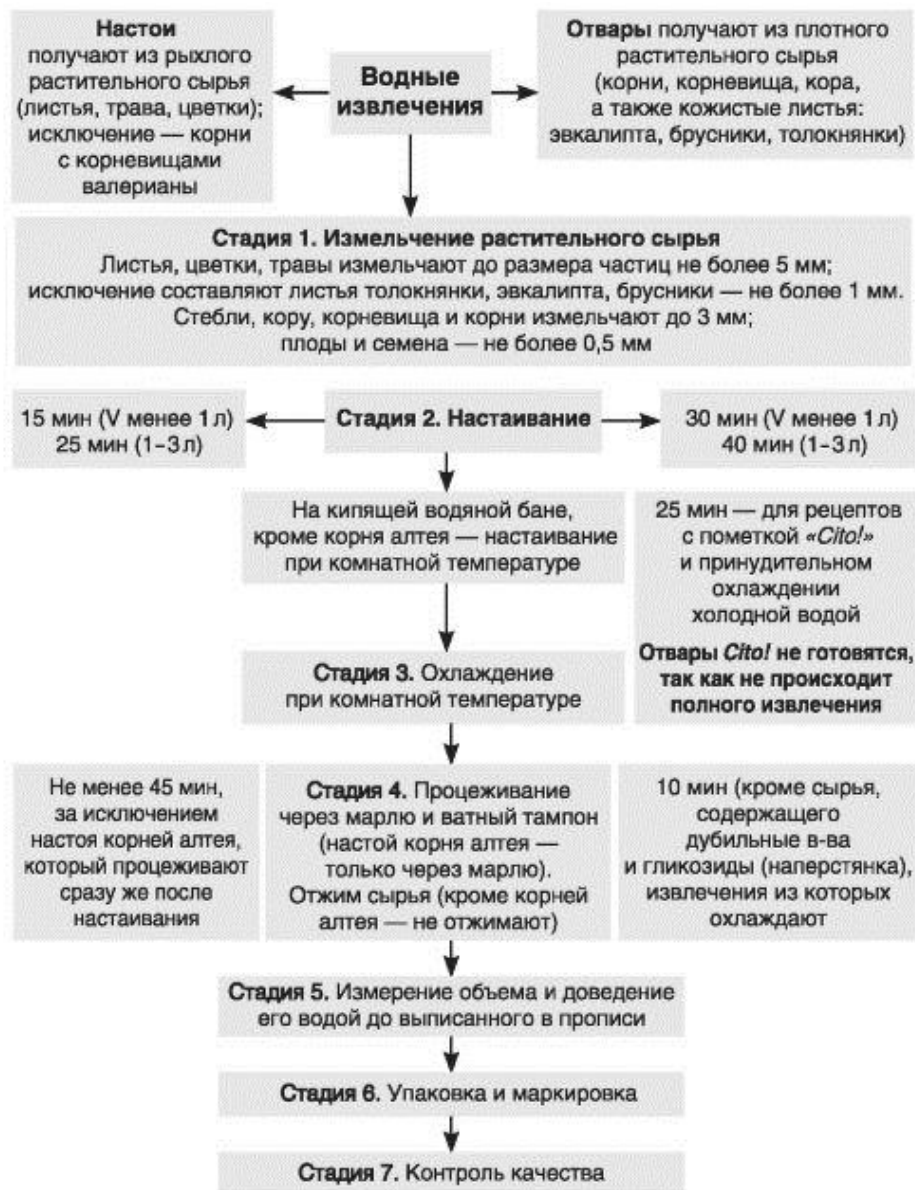 Настои
получают из рыхлого
растительного сырья
(листья, трава, цветки);
исключение — корни
с корневищами
валерианы
Водные
извлечения
Отвары получают из плотного
растительного сырья
(корни, корневища, кора,
а также кожистые листья:
эвкалипта, брусники, толокнянки)
Стадия 1. Измельчение растительного сырья
Листья, цветки, травы измельчают до размера частиц не более 5 мм;
исключение составляют листья толокнянки, эвкалипта, брусники — не более 1 мм.
Стебли, кору, корневища и корни измельчают до 3 мм;
плоды и семена — не более 0,5 мм
15 мин (V менее 1 л)
25 мин (1–3 л)
Стадия 2. Настаивание
30 мин (V менее 1 л)
40 мин (1–3 л)
На кипящей водяной бане,
кроме корня алтея — настаивание
при комнатной температуре
25 мин — для рецептов
с пометкой «Cito!»
и принудительном
охлаждении
холодной водой
Отвары Cito! не готовятся,
так как не происходит
полного извлечения
Стадия 3. Охлаждение
при комнатной температуре
Не менее 45 мин,
за исключением
настоя корней алтея,
который процеживают
сразу же после
настаивания
Стадия 4. Процеживание
через марлю и ватный тампон
(настой корня алтея —
только через марлю).
Отжим сырья (кроме корней
алтея — не отжимают)
10 мин (кроме сырья,
содержащего
дубильные в-ва
и гликозиды (наперстянка),
извлечения из которых
охлаждают
Стадия 5. Измерение объема и доведение
его водой до выписанного в прописи
Стадия 6. Упаковка и маркировка
Стадия 7. Контроль качества